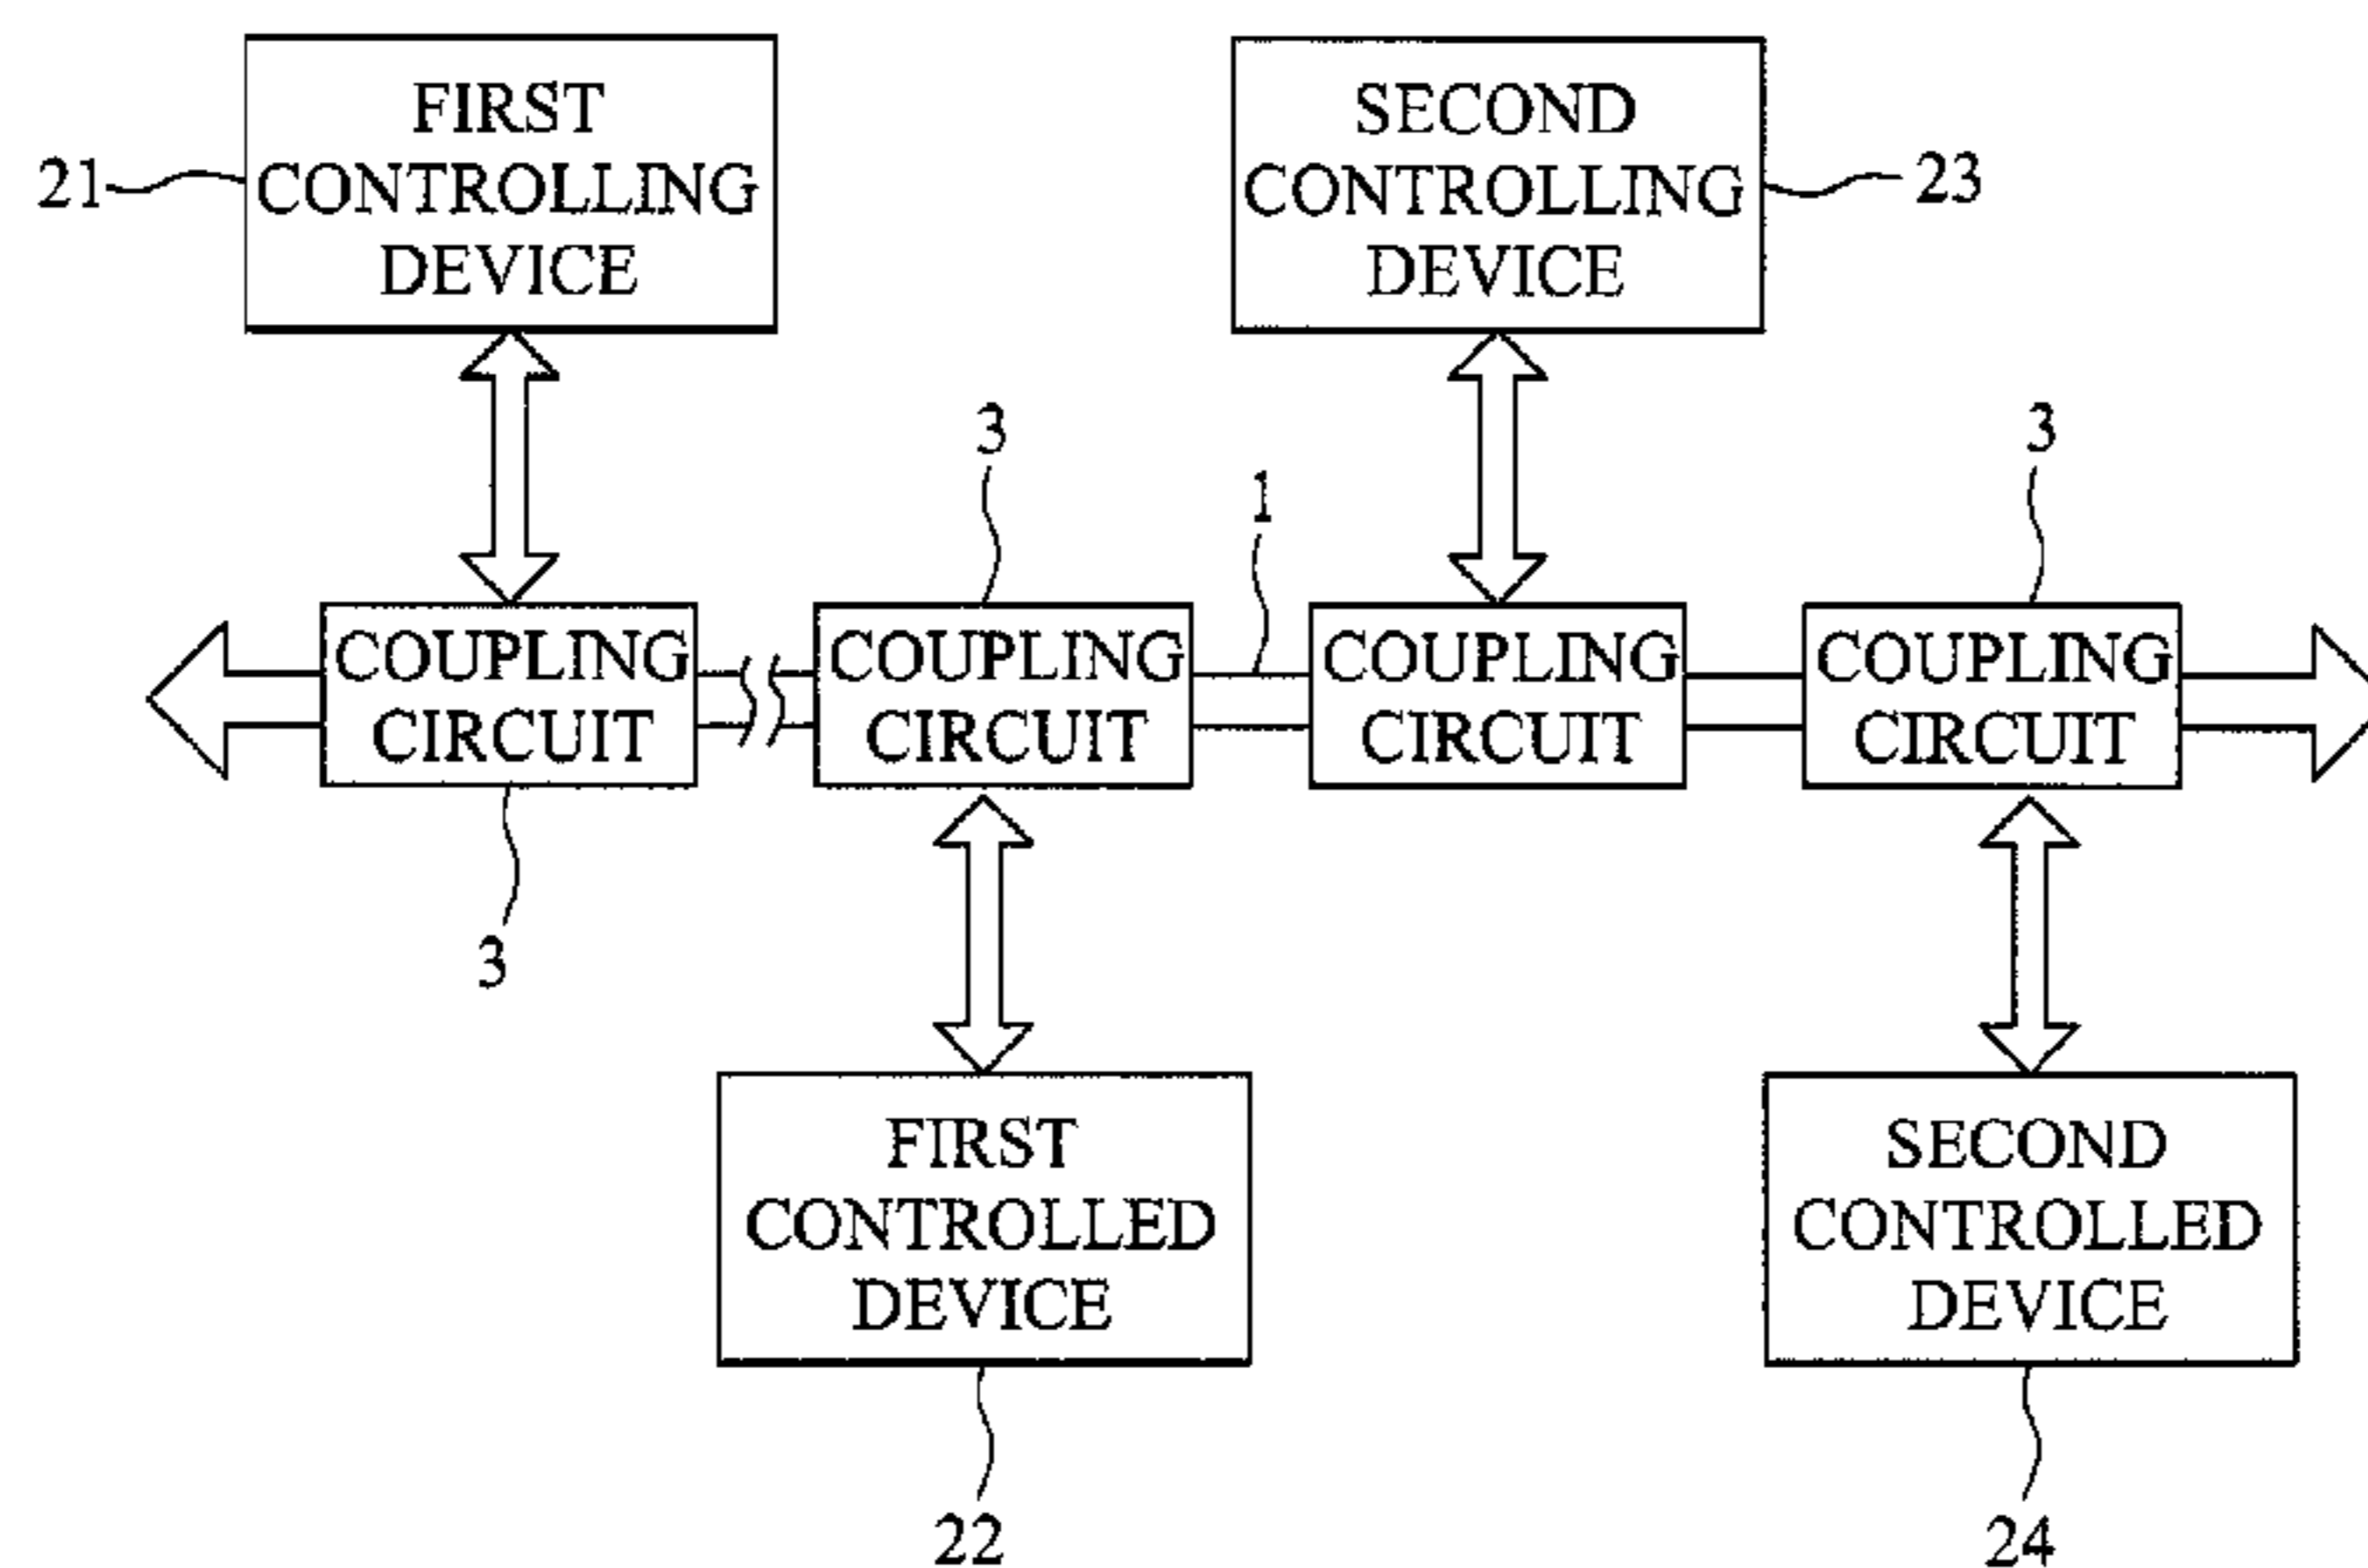 FIRST
CONTROLLING
DEVICE
21
SECOND
CONTROLLING
DEVICE
23
3
1
3
COUPLING
CIRCUIT
COUPLING
CIRCUIT
COUPLING
CIRCUIT
COUPLING
CIRCUIT
3
FIRST
CONTROLLED
DEVICE
SECOND
CONTROLLED
DEVICE
22
24